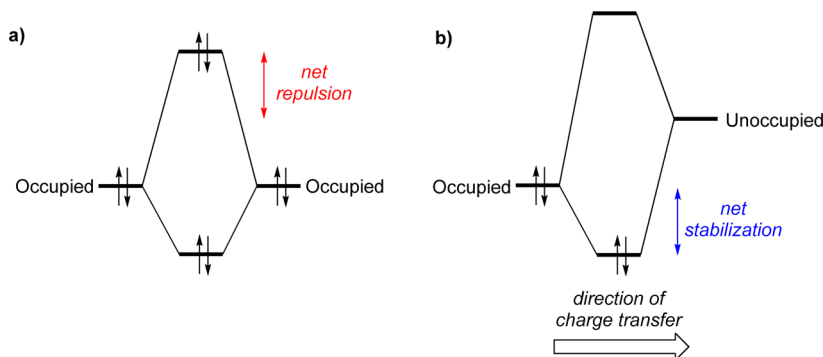 a)
net
repulsion
Occupied
Occupied
b)
Unoccupied
Occupied
net
stabilization
direction of
charge transfer